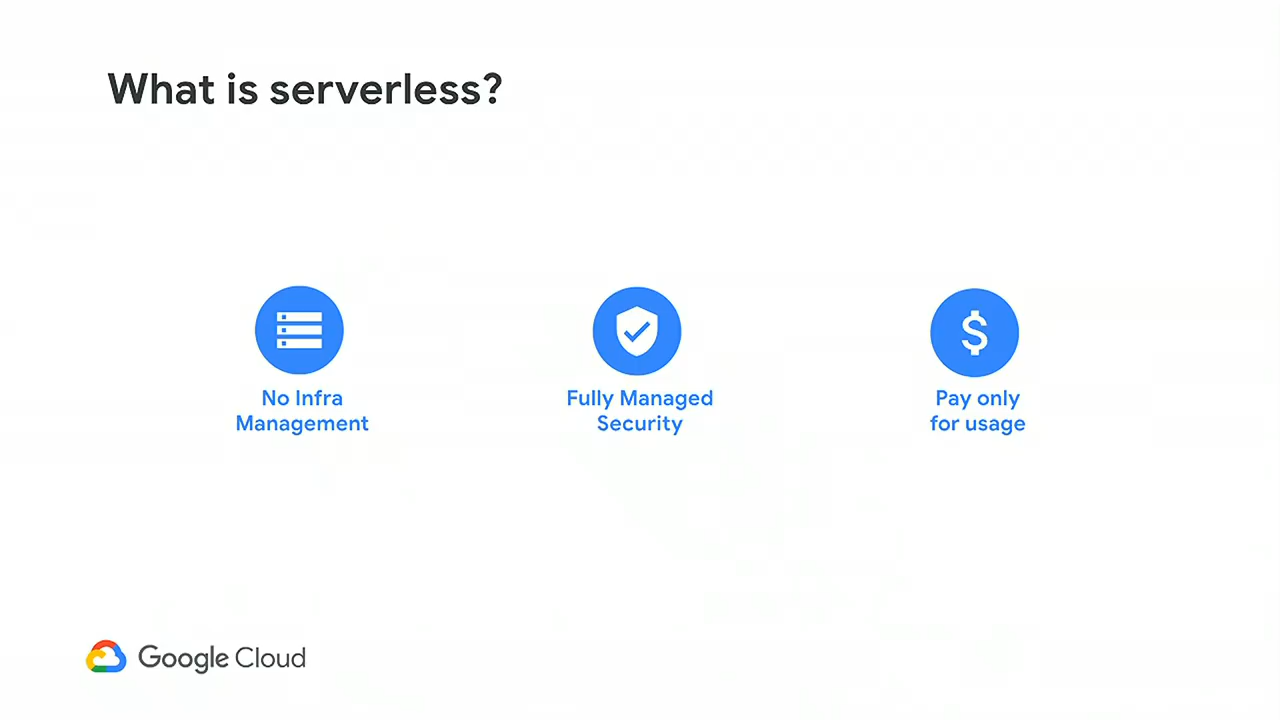 What is serverless?
No Infra
Management
Fully Managed
Security
$
Pay only
for usage
Google Cloud